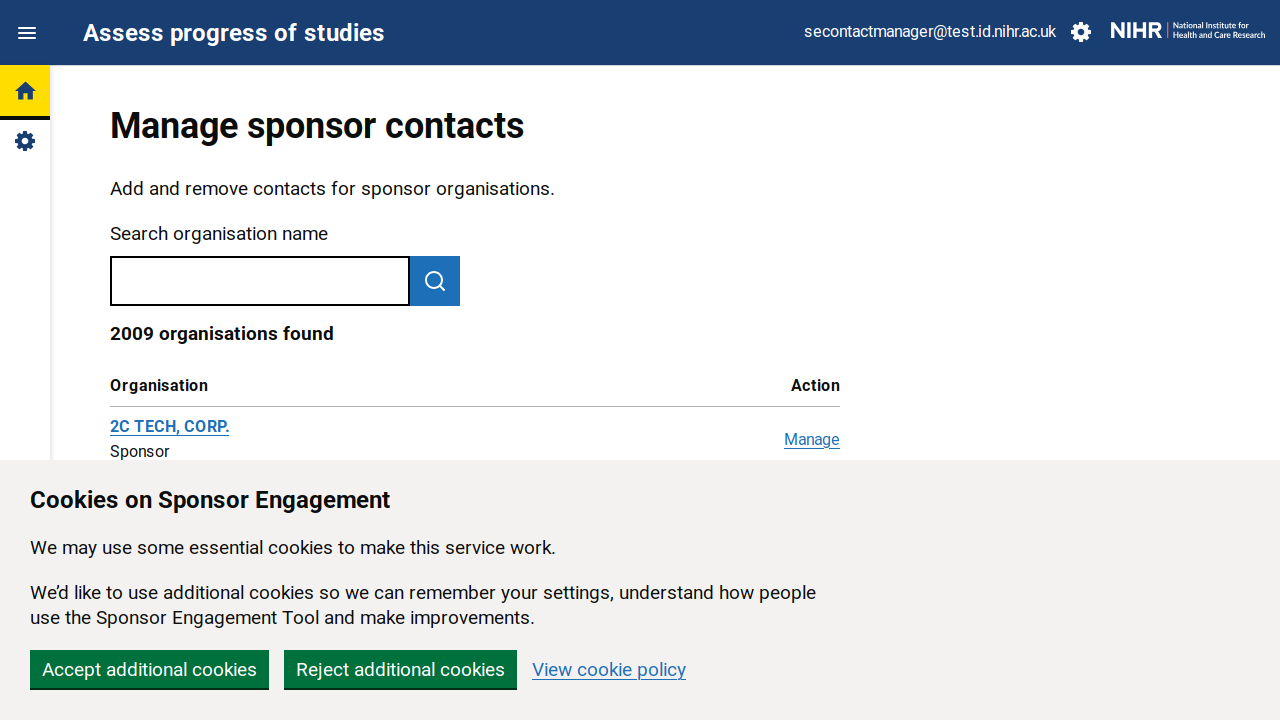 Assess progress of studies
secontactmanager@test.id.nihr.ac.uk
NIHR
National Institute for
Health and Care Research
Manage sponsor contacts
Add and remove contacts for sponsor organisations.
Search organisation name
2009 organisations found
Organisation Action
2C TECH, CORP.
Manage
Sponsor
Cookies on Sponsor Engagement
We may use some essential cookies to make this service work.
We’d like to use additional cookies so we can remember your settings, understand how people
use the Sponsor Engagement Tool and make improvements.
Accept additional cookies Reject additional cookies View cookie policy